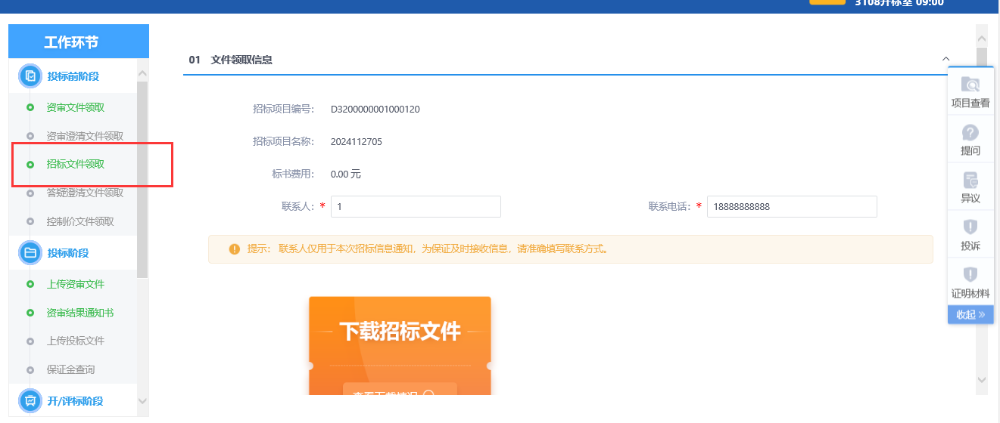 3108开标室 09:00
工作环节
投标前阶段
资审文件领取
资审澄清文件领取
招标文件领取
答疑澄清文件领取
控制价文件领取
投标阶段
上传资审文件
资审结果通知书
上传投标文件
保证金查询
开/评标阶段
01 文件领取信息
招标项目编号： D3200000001000120
招标项目名称： 2024112705
标书费用： 0.00 元
联系人：* 1 联系电话：* 18888888888
提示： 联系人仅用于本次招标信息通知，为保证及时接收信息，请准确填写联系方式。
下载招标文件
查看下载情况
项目查看
提问
异议
投诉
证明材料
收起 »